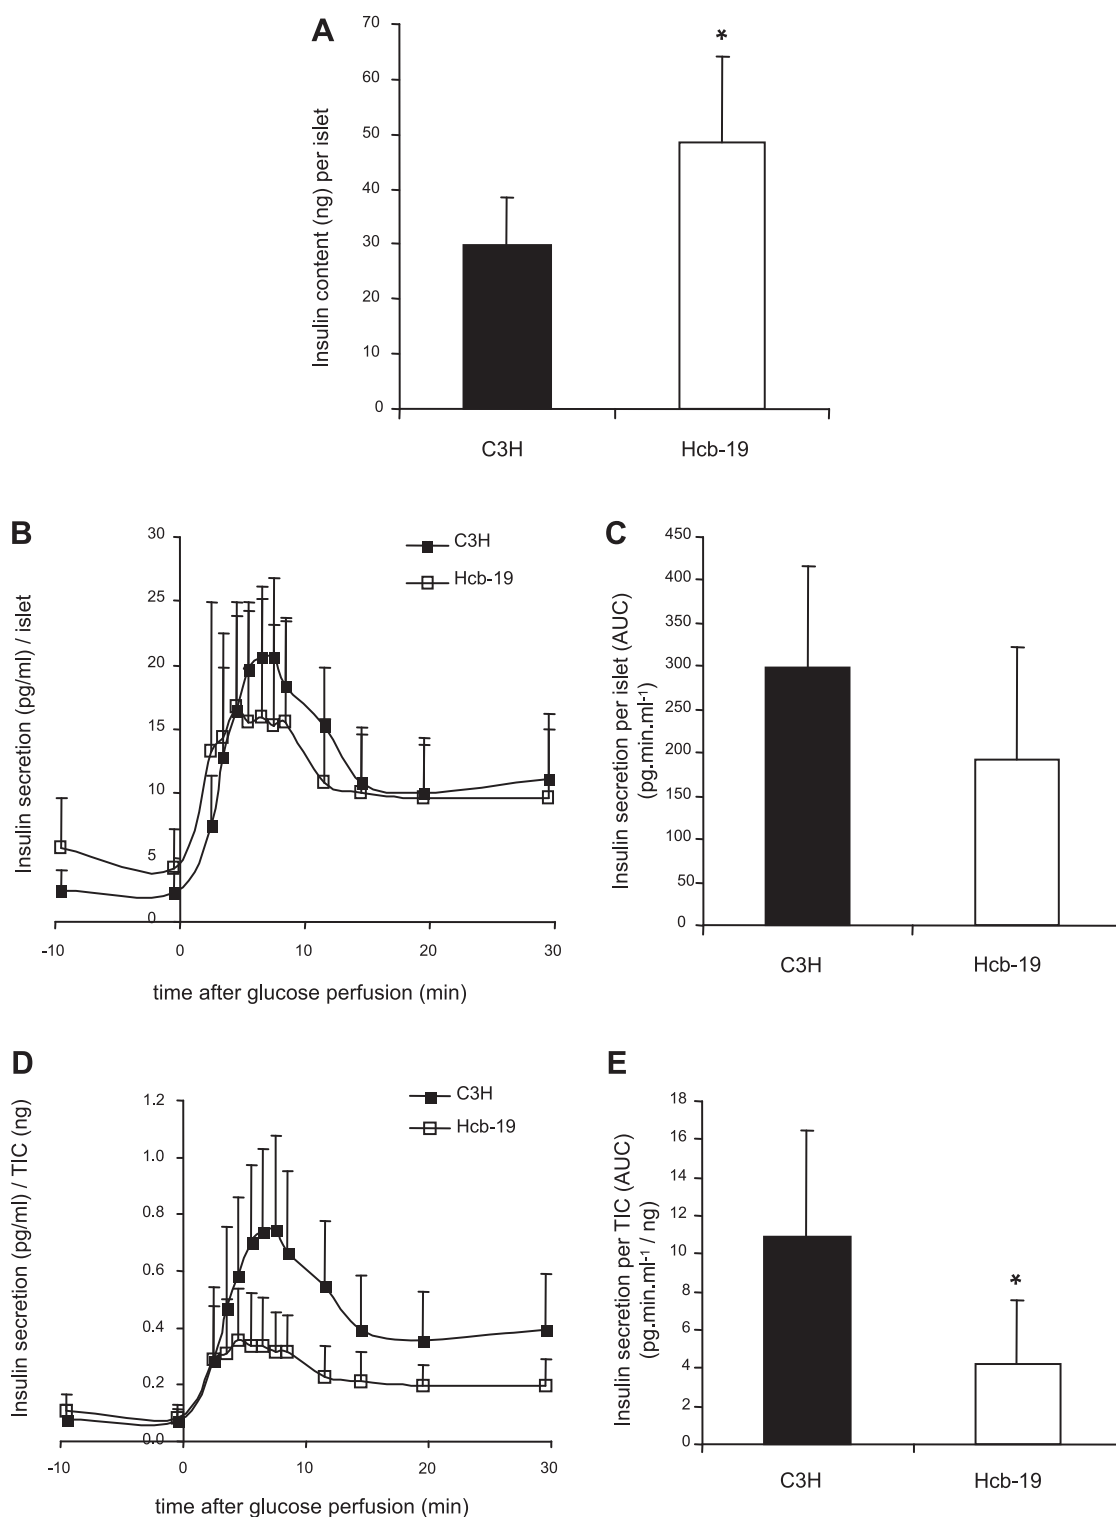 A
Insulin content (ng) per islet
70
60
50
40
30
20
10
0
*
C3H
Hcb-19
B
Insulin secretion (pg/ml) / islet
30
25
20
15
10
5
0
C3H
Hcb-19
-10
0
10
20
30
time after glucose perfusion (min)
C
Insulin secretion per islet (AUC)
(pg.min.ml⁻¹)
450
400
350
300
250
200
150
100
50
0
C3H
Hcb-19
D
Insulin secretion (pg/ml) / TIC (ng)
1.2
1.0
0.8
0.6
0.4
0.2
0.0
C3H
Hcb-19
-10
0
10
20
30
time after glucose perfusion (min)
E
Insulin secretion per TIC (AUC)
(pg.min.ml⁻¹ / ng)
18
16
14
12
10
8
6
4
2
0
*
C3H
Hcb-19